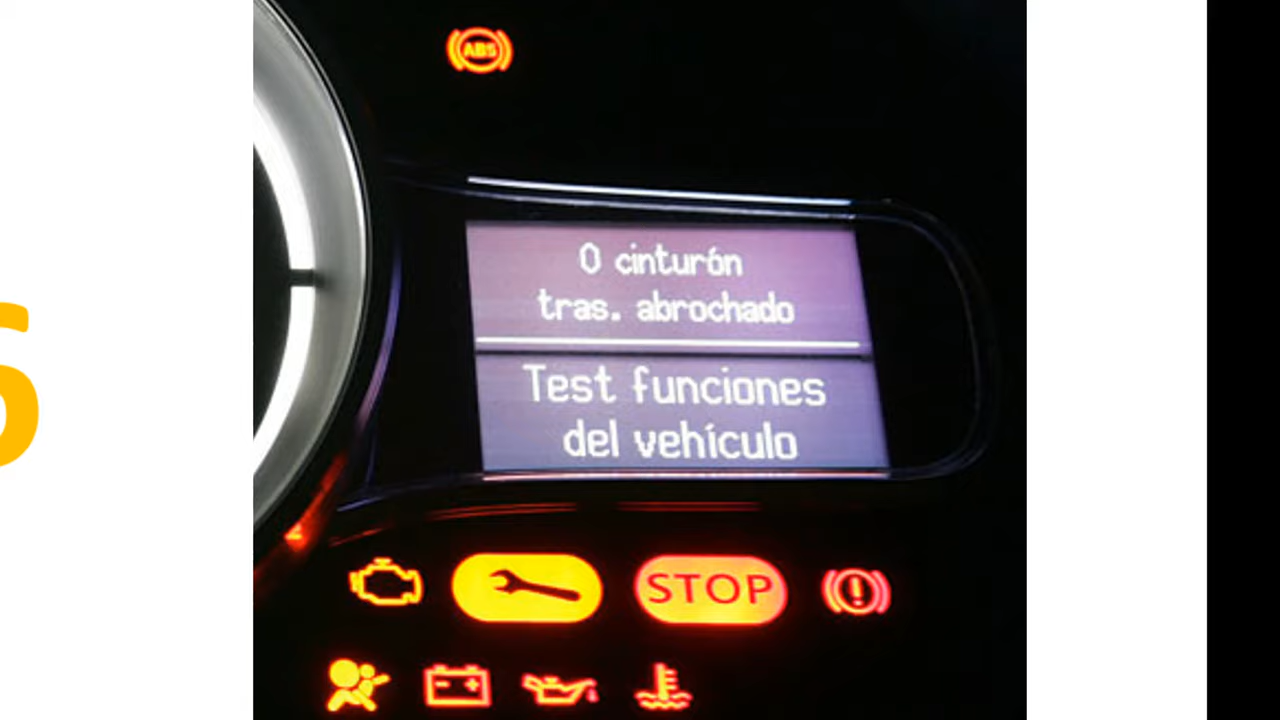 ABS
0 cinturón
tras. abrochado
Test funciones
del vehículo
STOP